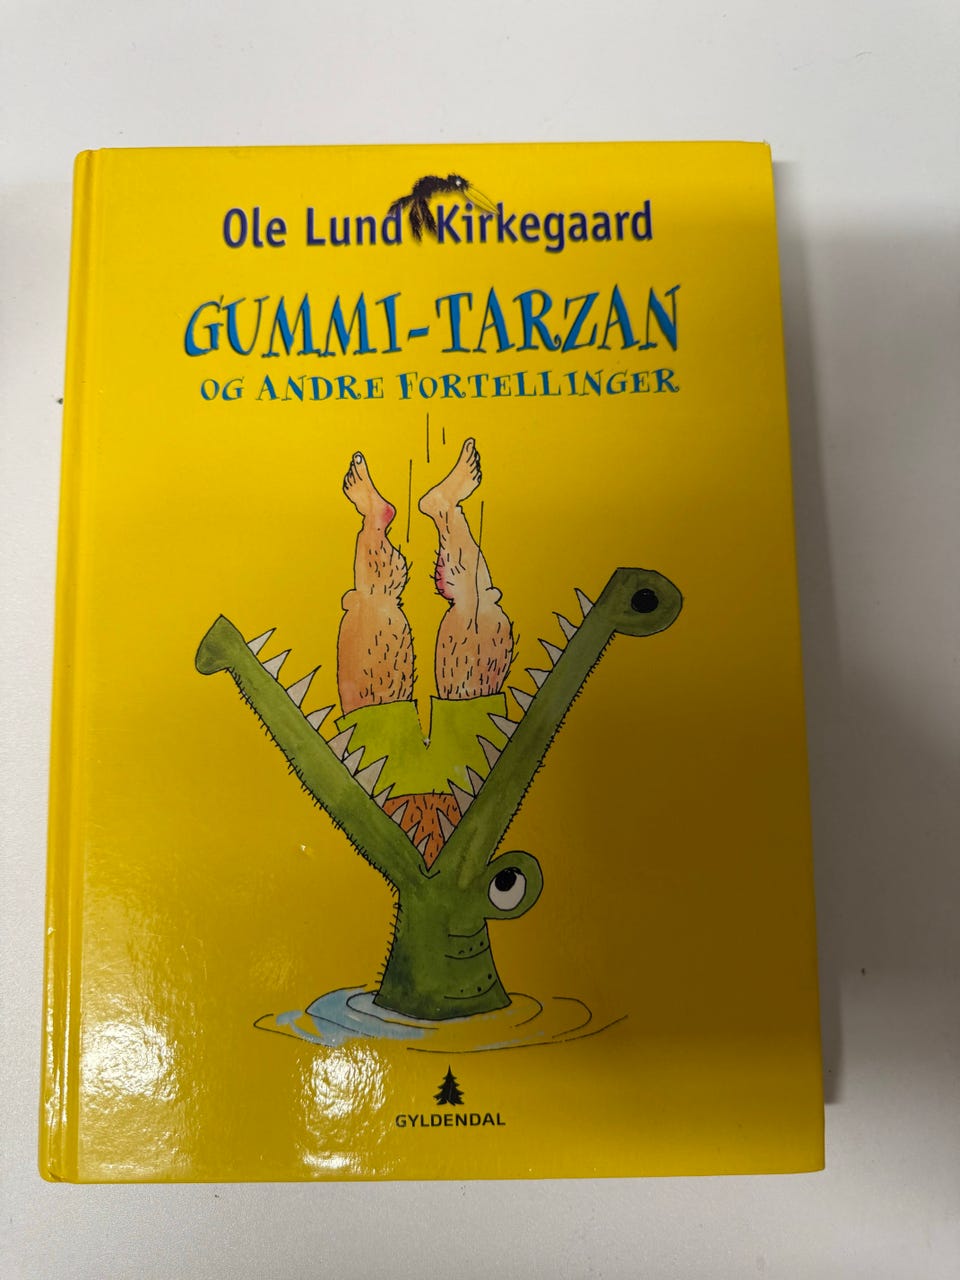 Ole Lund Kirkegaard
GUMMI-TARZAN
OG ANDRE FORTELLINGER
GYLDENDAL